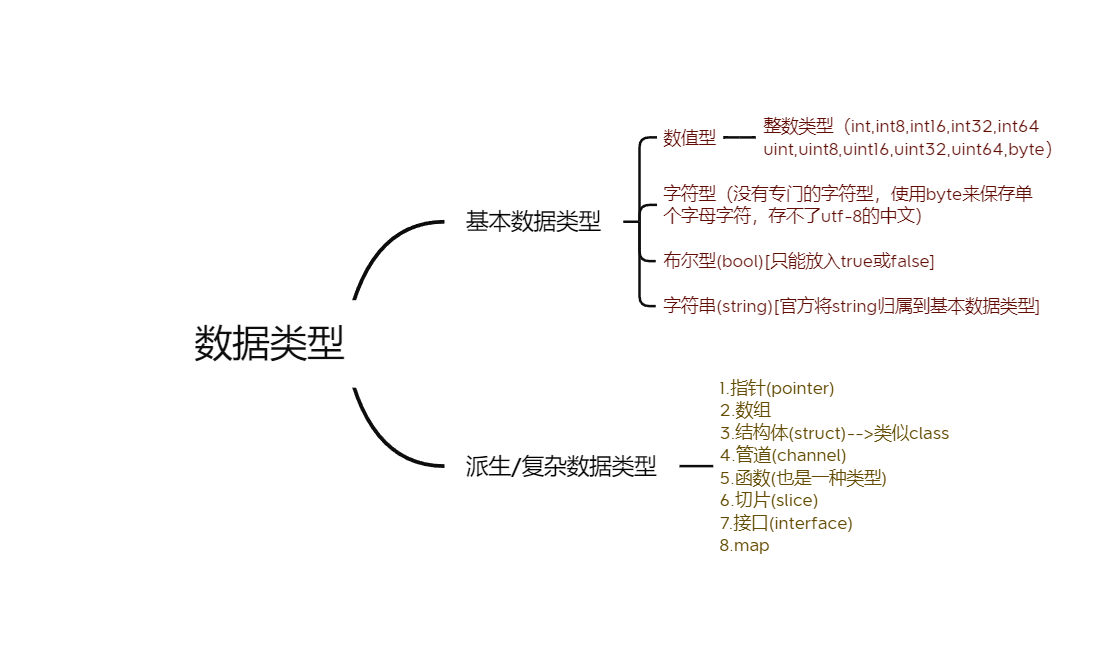 数据类型
基本数据类型
数值型
整数类型（int,int8,int16,int32,int64
uint,uint8,uint16,uint32,uint64,byte）
字符型（没有专门的字符型，使用byte来保存单
个字母字符，存不了utf-8的中文）
布尔型(bool)[只能放入true或false]
字符串(string)[官方将string归属到基本数据类型]
派生/复杂数据类型
1.指针(pointer)
2.数组
3.结构体(struct)-->类似class
4.管道(channel)
5.函数(也是一种类型)
6.切片(slice)
7.接口(interface)
8.map